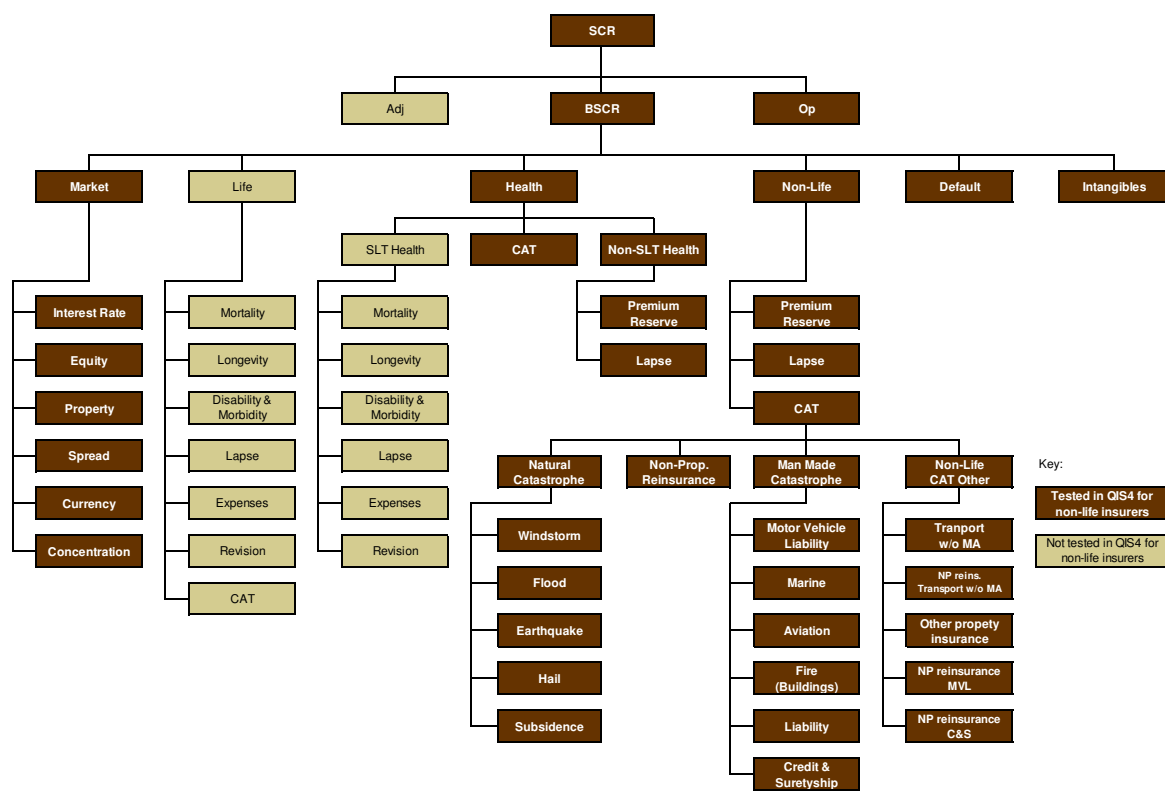 SCR
Adj
BSCR
Op
Market
Life
Health
Non-Life
Default
Intangibles
SLT Health
CAT
Non-SLT Health
Interest Rate
Mortality
Mortality
Premium
Reserve
Premium
Reserve
Equity
Longevity
Longevity
Lapse
Lapse
Property
Disability &
Morbidity
Disability &
Morbidity
CAT
Spread
Lapse
Lapse
Natural
Catastrophe
Non-Prop.
Reinsurance
Man Made
Catastrophe
Non-Life
CAT Other
Key:
Currency
Expenses
Expenses
Tested in QIS4 for
non-life insurers
Windstorm
Motor Vehicle
Liability
Tranport
w/o MA
Concentration
Revision
Revision
Not tested in QIS4 for
non-life insurers
Flood
Marine
NP reins.
Transport w/o MA
CAT
Earthquake
Aviation
Other propety
insurance
Hail
Fire
(Buildings)
NP reinsurance
MVL
Subsidence
Liability
NP reinsurance
C&S
Credit &
Suretyship